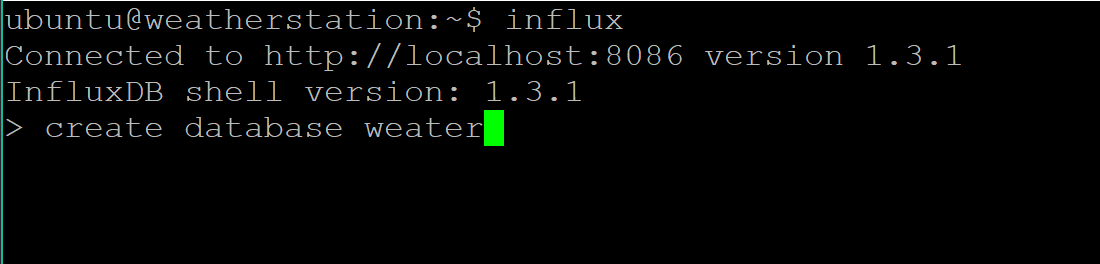 ubuntu@weatherstation:~$ influx
Connected to http://localhost:8086 version 1.3.1
InfluxDB shell version: 1.3.1
> create database weater